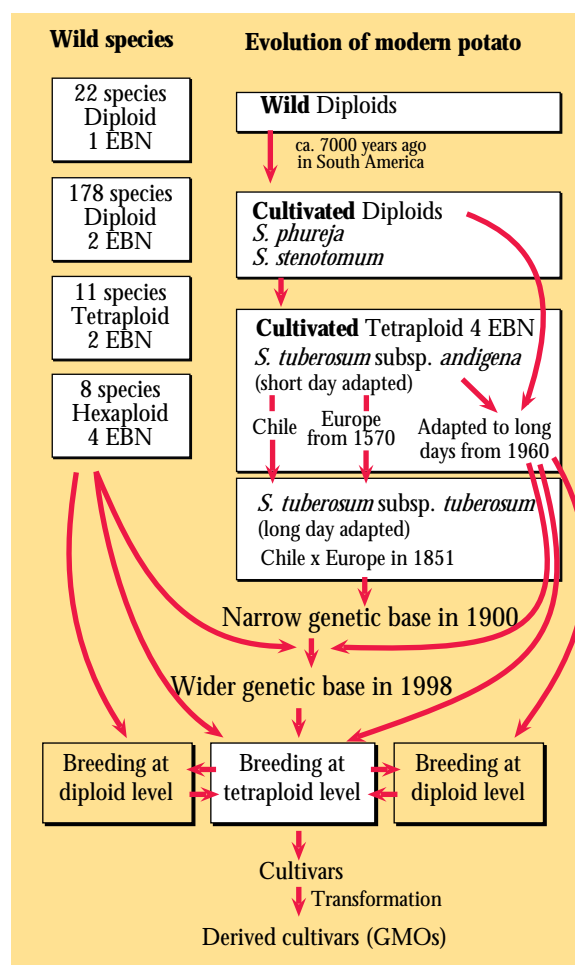 Wild species
22 species
Diploid
1 EBN
178 species
Diploid
2 EBN
11 species
Tetraploid
2 EBN
8 species
Hexaploid
4 EBN
Evolution of modern potato
Wild Diploids
ca. 7000 years ago
in South America
Cultivated Diploids
S. phureja
S. stenotomum
Cultivated Tetraploid 4 EBN
S. tuberosum subsp. andigena
(short day adapted)
Chile
Europe
from 1570
Adapted to long
days from 1960
S. tuberosum subsp. tuberosum
(long day adapted)
Chile x Europe in 1851
Narrow genetic base in 1900
Wider genetic base in 1998
Breeding at
diploid level
Breeding at
tetraploid level
Breeding at
diploid level
Cultivars
Transformation
Derived cultivars (GMOs)